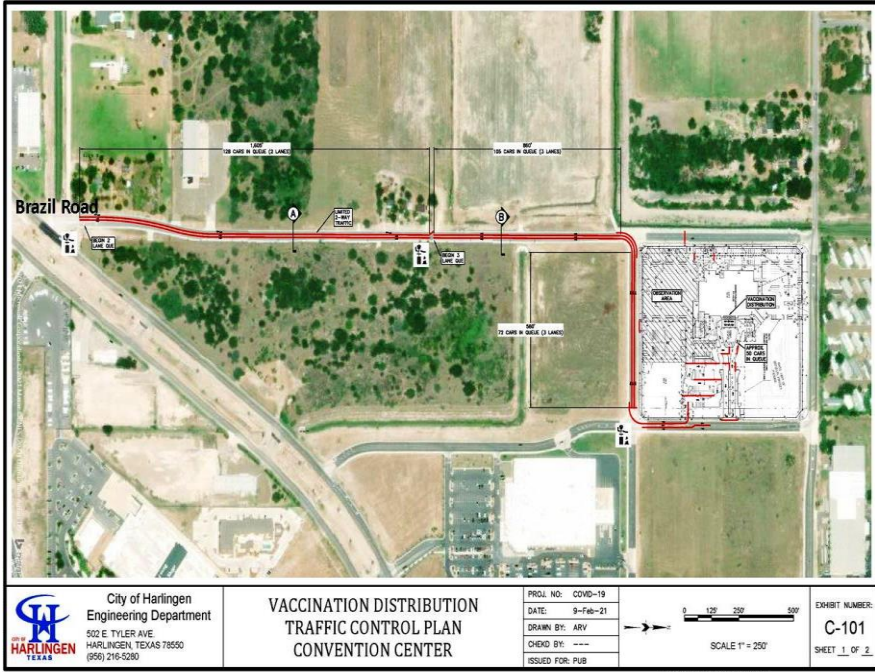 1,605'
128 CARS IN QUEUE (2 LANES)
860'
105 CARS IN QUEUE (3 LANES)
Brazil Road
A
LIMITED
2-WAY
TRAFFIC
B
BEGIN 2
LANE QUE
BEGIN 3
LANE QUE
560'
72 CARS IN QUEUE (3 LANES)
OBSERVATION
AREA
VACCINATION
DISTRIBUTION
APPROX.
50 CARS
IN QUEUE
CITY OF
HARLINGEN
TEXAS
City of Harlingen
Engineering Department
502 E. TYLER AVE.
HARLINGEN, TEXAS 78550
(956) 216-5280
VACCINATION DISTRIBUTION
TRAFFIC CONTROL PLAN
CONVENTION CENTER
PROJ. NO: COVID-19
DATE: 9-Feb-21
DRAWN BY: ARV
CHEKD BY: ---
ISSUED FOR: PUB
0 125' 250' 500'
SCALE 1" = 250'
EXHIBIT NUMBER:
C-101
SHEET 1 OF 2